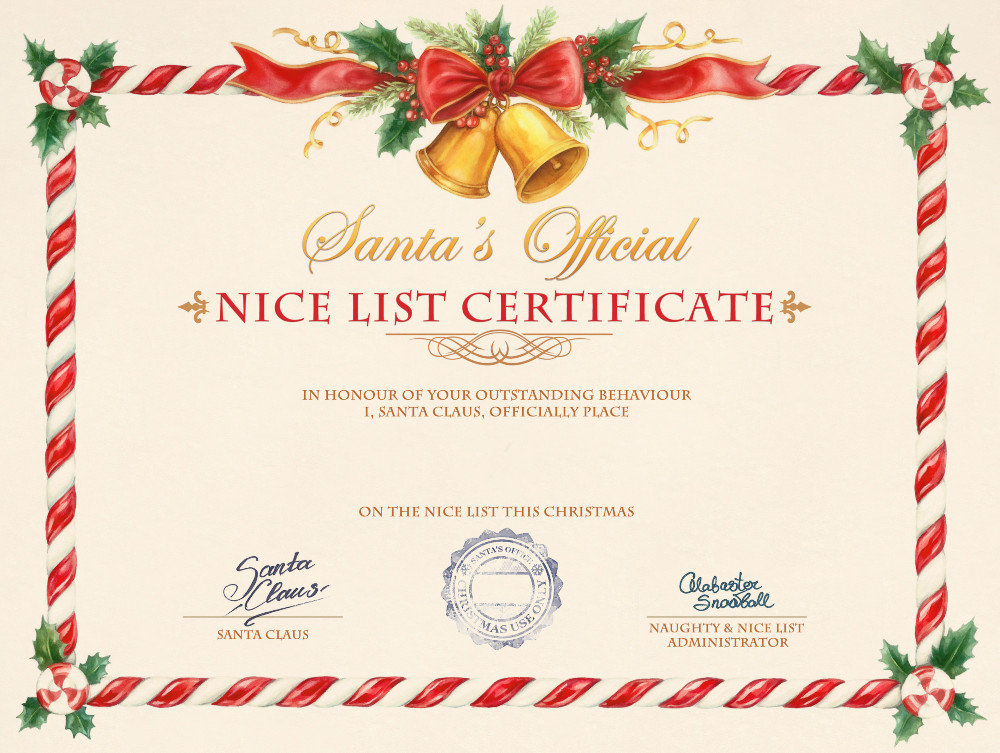 Santa's Official
NICE LIST CERTIFICATE
IN HONOUR OF YOUR OUTSTANDING BEHAVIOUR
I, SANTA CLAUS, OFFICIALLY PLACE
ON THE NICE LIST THIS CHRISTMAS
Santa
Claus
SANTA CLAUS
SANTA'S OFFICE
CHRISTMAS USE ONLY
Alabaster
Snowball
NAUGHTY & NICE LIST
ADMINISTRATOR